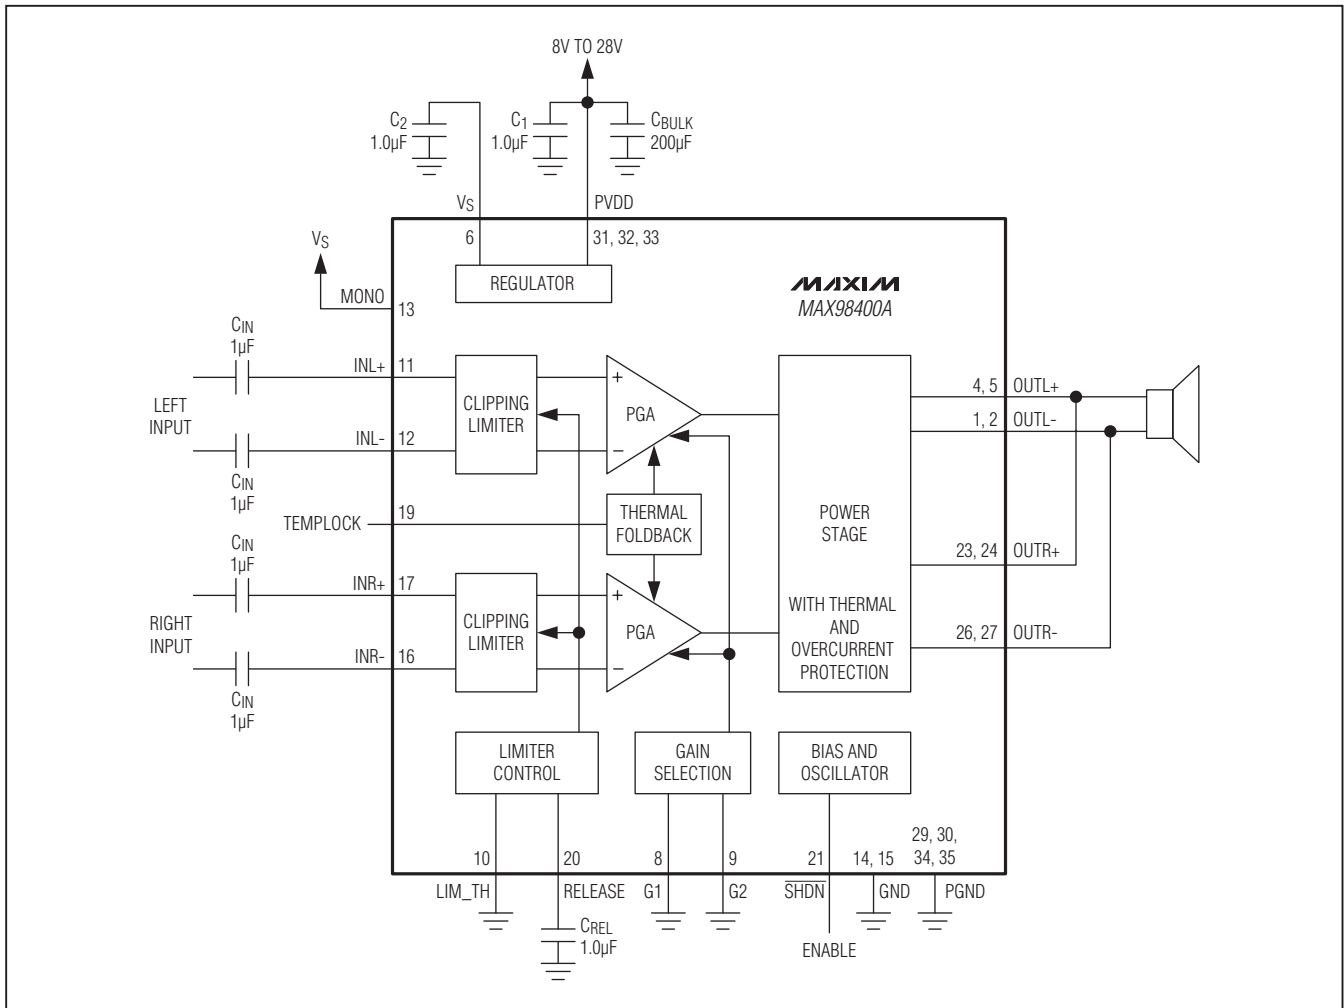 8V TO 28V
C2
1.0µF
C1
1.0µF
CBULK
200µF
VS
PVDD
6
31, 32, 33
VS
REGULATOR
MAXIM
MAX98400A
MONO
13
CIN
1µF
INL+
11
LEFT
INPUT
CLIPPING
LIMITER
+
PGA
−
INL-
12
CIN
1µF
4, 5
OUTL+
1, 2
OUTL-
TEMPLOCK
19
THERMAL
FOLDBACK
POWER
STAGE
CIN
1µF
23, 24
OUTR+
INR+
17
RIGHT
INPUT
CLIPPING
LIMITER
+
PGA
−
WITH THERMAL
AND
OVERCURRENT
PROTECTION
26, 27
OUTR-
INR-
16
CIN
1µF
LIMITER
CONTROL
GAIN
SELECTION
BIAS AND
OSCILLATOR
10
20
8
9
21
14, 15
29, 30,
34, 35
LIM_TH
RELEASE
G1
G2
SHDN
GND
PGND
CREL
1.0µF
ENABLE